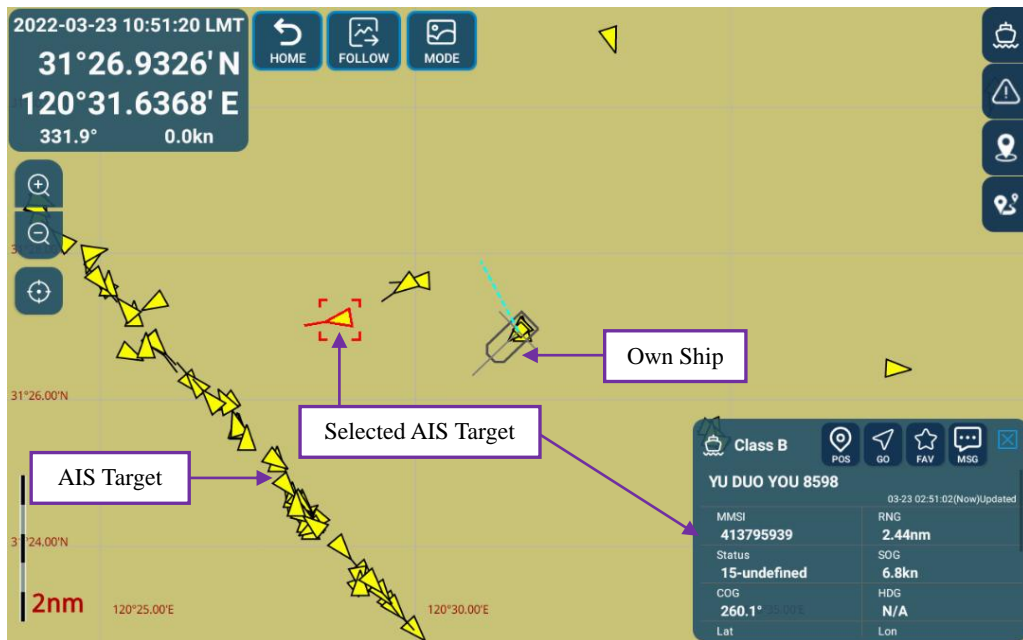 2022-03-23 10:51:20 LMT
31°26.9326' N
120°31.6368' E
331.9° 0.0kn
HOME
FOLLOW
MODE
31°26.00'N
Own Ship
Selected AIS Target
AIS Target
31°24.00'N
2nm
120°25.00'E
120°30.00'E
Class B
POS
GO
FAV
MSG
YU DUO YOU 8598
03-23 02:51:02(Now)Updated
MMSI RNG
413795939 2.44nm
Status SOG
15-undefined 6.8kn
COG HDG
260.1° N/A
Lat Lon